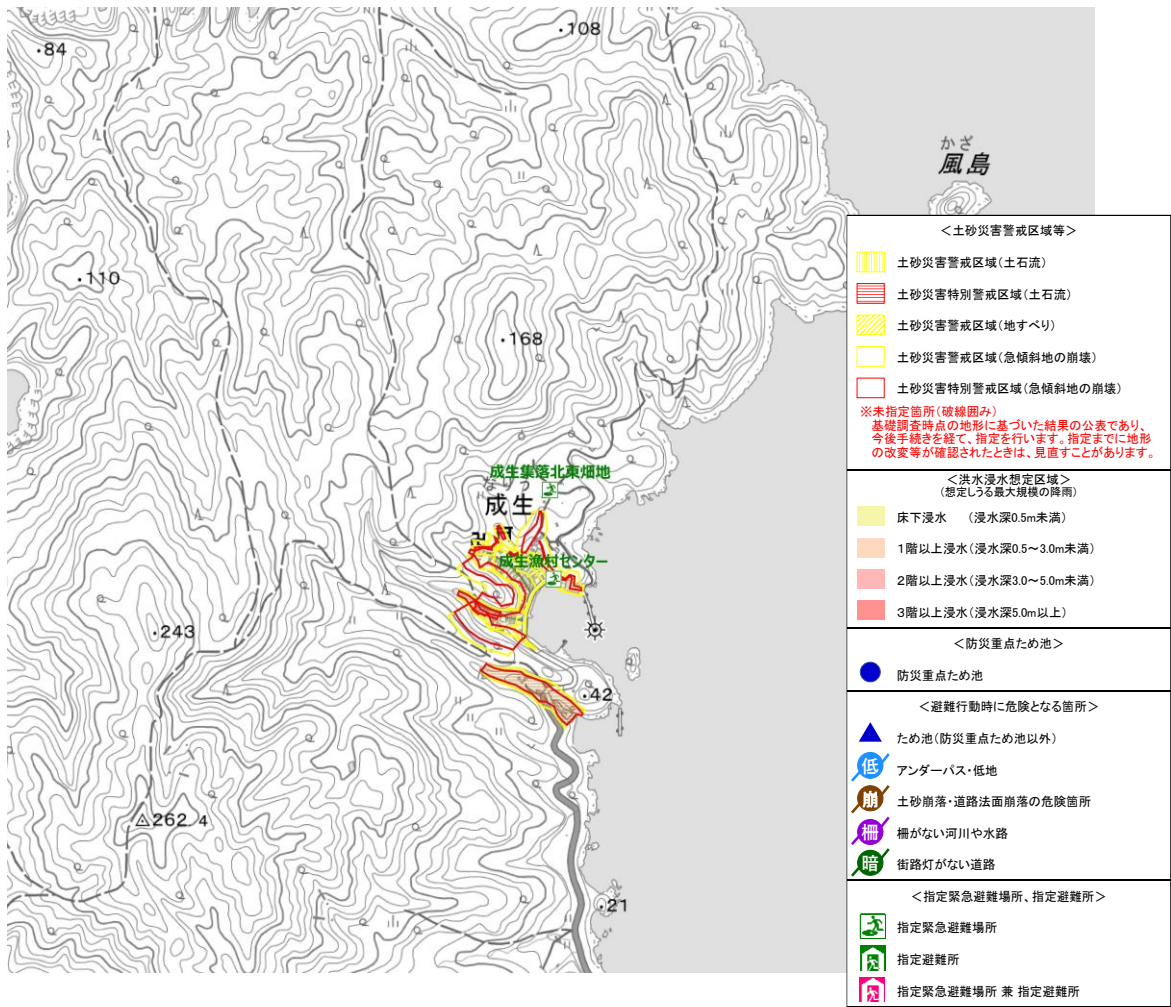 ・108
・84
かざ
風島
・110
・168
成生集落北東畑地
成生
成生漁村センター
・243
・42
262.4
・21
＜土砂災害警戒区域等＞
土砂災害警戒区域(土石流)
土砂災害特別警戒区域(土石流)
土砂災害警戒区域(地すべり)
土砂災害警戒区域(急傾斜地の崩壊)
土砂災害特別警戒区域(急傾斜地の崩壊)
※未指定箇所(破線囲み)
基礎調査時点の地形に基づいた結果の公表であり、
今後手続きを経て、指定を行います。指定までに地形
の改変等が確認されたときは、見直すことがあります。
＜洪水浸水想定区域＞
(想定しうる最大規模の降雨)
床下浸水　(浸水深0.5m未満)
1階以上浸水(浸水深0.5～3.0m未満)
2階以上浸水(浸水深3.0～5.0m未満)
3階以上浸水(浸水深5.0m以上)
＜防災重点ため池＞
防災重点ため池
＜避難行動時に危険となる箇所＞
ため池(防災重点ため池以外)
低 アンダーパス・低地
崩 土砂崩落・道路法面崩落の危険箇所
柵 柵がない河川や水路
暗 街路灯がない道路
＜指定緊急避難場所、指定避難所＞
指定緊急避難場所
指定避難所
指定緊急避難場所 兼 指定避難所